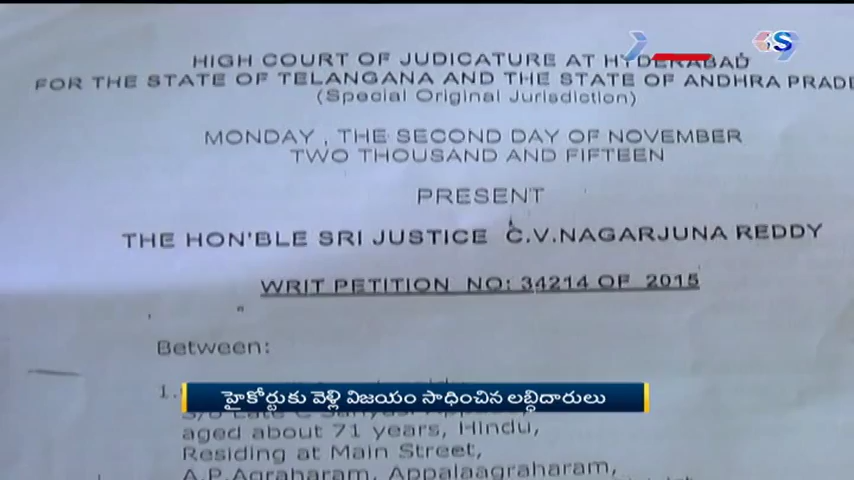 S9
HIGH COURT OF JUDICATURE AT HYDERABAD
FOR THE STATE OF TELANGANA AND THE STATE OF ANDHRA PRADE
(Special Original Jurisdiction)
MONDAY , THE SECOND DAY OF NOVEMBER
TWO THOUSAND AND FIFTEEN
PRESENT
THE HON'BLE SRI JUSTICE C.V.NAGARJUNA REDDY
WRIT PETITION NO: 34214 OF 2015
Between:
1.
హైకోర్టుకు వెళ్లి విజయం సాధించిన లబ్ధిదారులు
S/o Late
aged about 71 years, Hindu,
Residing at Main Street,
A.P.Agraharam, Appalaagraharam,